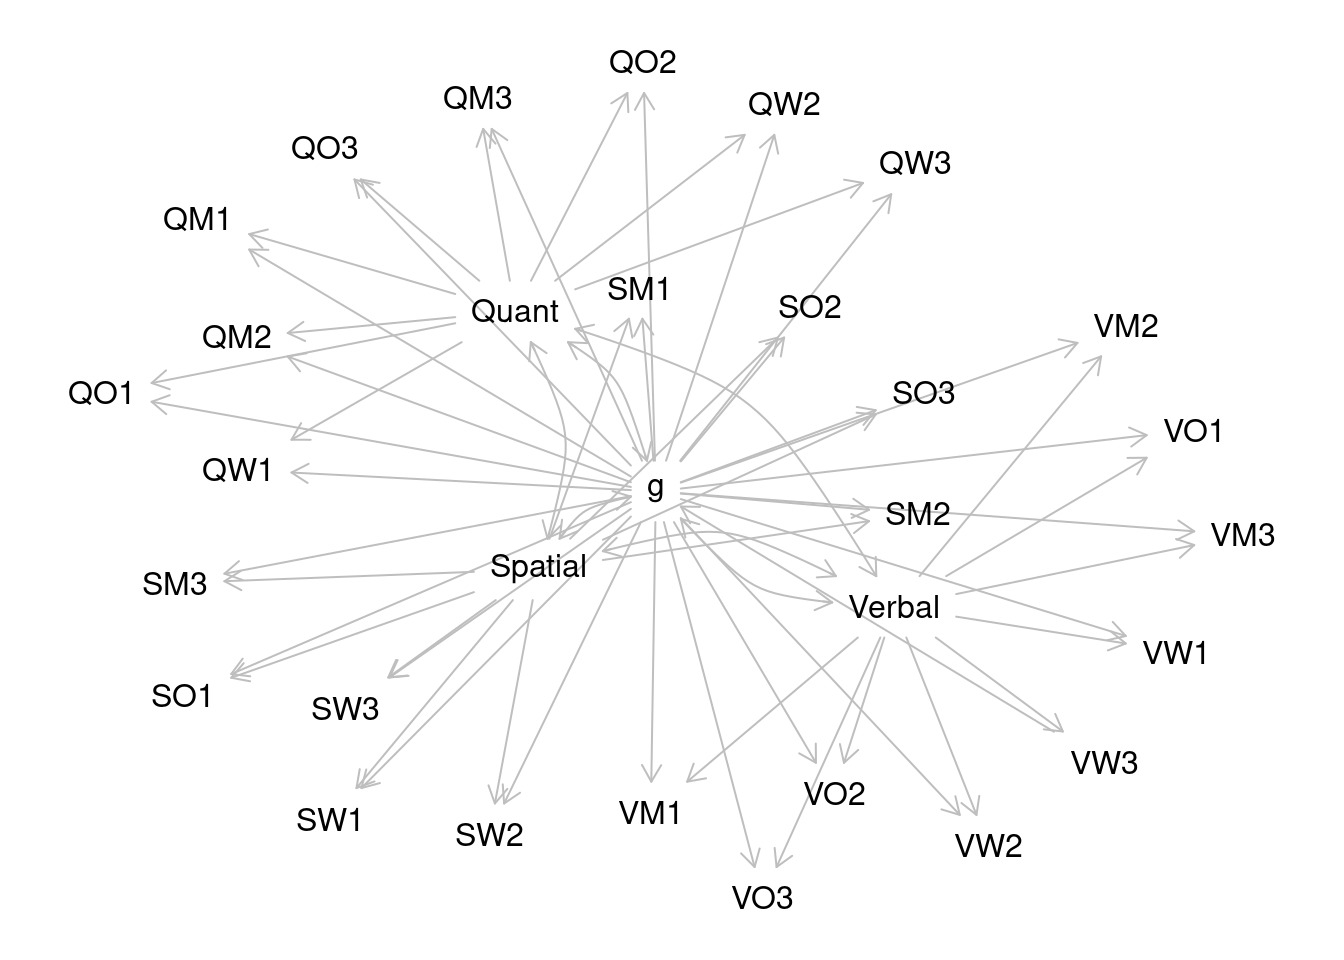 QO2
QM3
QW2
QO3
QW3
QM1
SM1
SO2
Quant
VM2
QM2
QO1
SO3
VO1
QW1
g
SM2
VM3
Spatial
SM3
Verbal
VW1
SO1
SW3
VW3
VO2
SW1
VM1
SW2
VW2
VO3